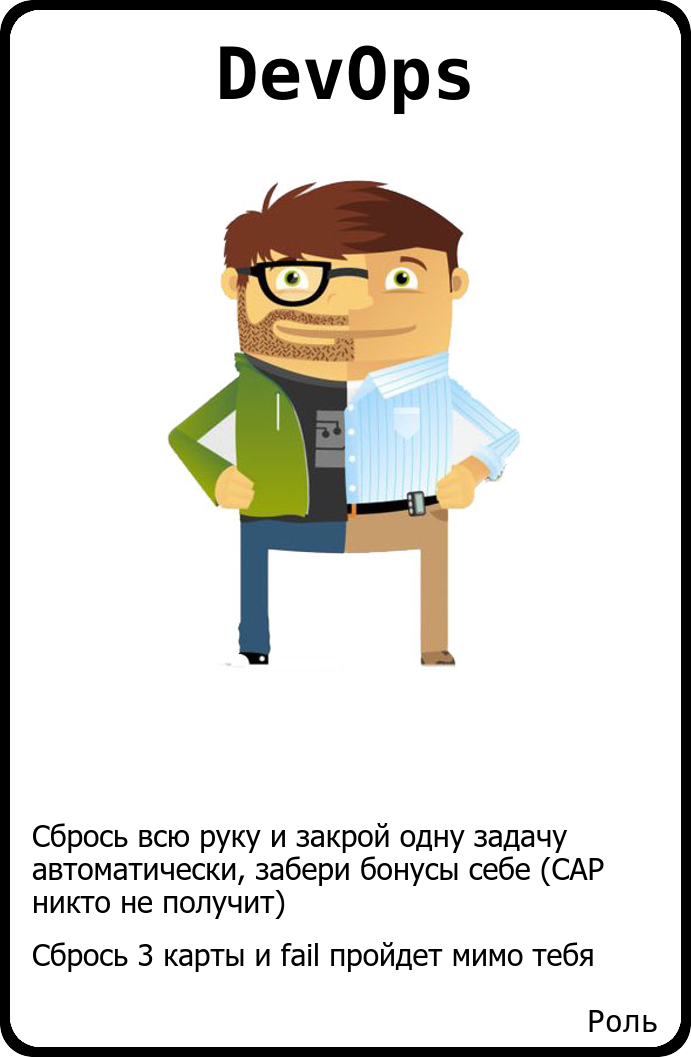 DevOps
Сбрось всю руку и закрой одну задачу
автоматически, забери бонусы себе (CAP
никто не получит)
Сбрось 3 карты и fail пройдет мимо тебя
Роль